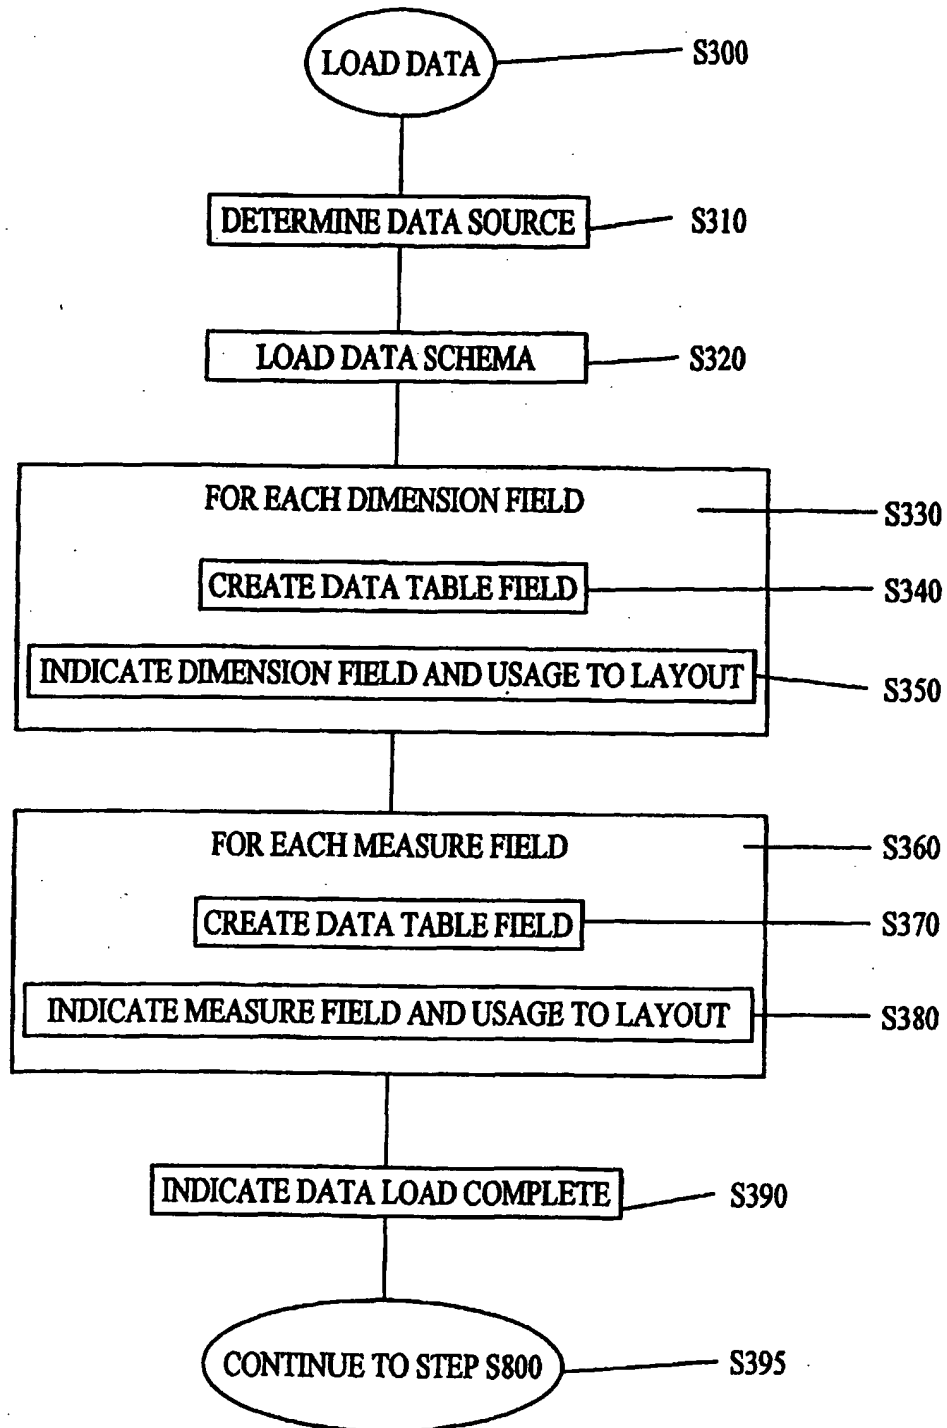 LOAD DATA
S300
DETERMINE DATA SOURCE
S310
LOAD DATA SCHEMA
S320
FOR EACH DIMENSION FIELD
S330
CREATE DATA TABLE FIELD
S340
INDICATE DIMENSION FIELD AND USAGE TO LAYOUT
S350
FOR EACH MEASURE FIELD
S360
CREATE DATA TABLE FIELD
S370
INDICATE MEASURE FIELD AND USAGE TO LAYOUT
S380
INDICATE DATA LOAD COMPLETE
S390
CONTINUE TO STEP S800
S395